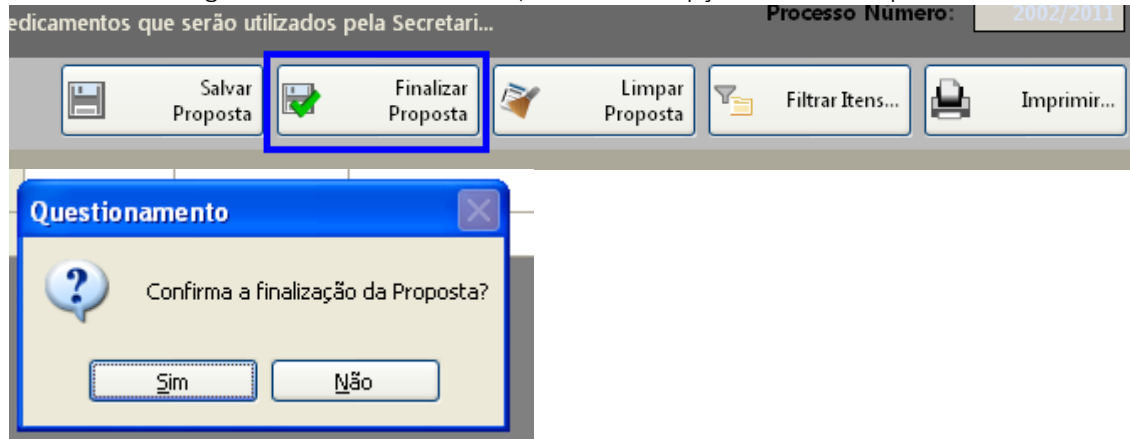 edicamentos que serão utilizados pela Secretari...
Processo Número: 2002/2011
Salvar
Proposta
Finalizar
Proposta
Limpar
Proposta
Filtrar Itens...
Imprimir...
Questionamento
Confirma a finalização da Proposta?
Sim
Não